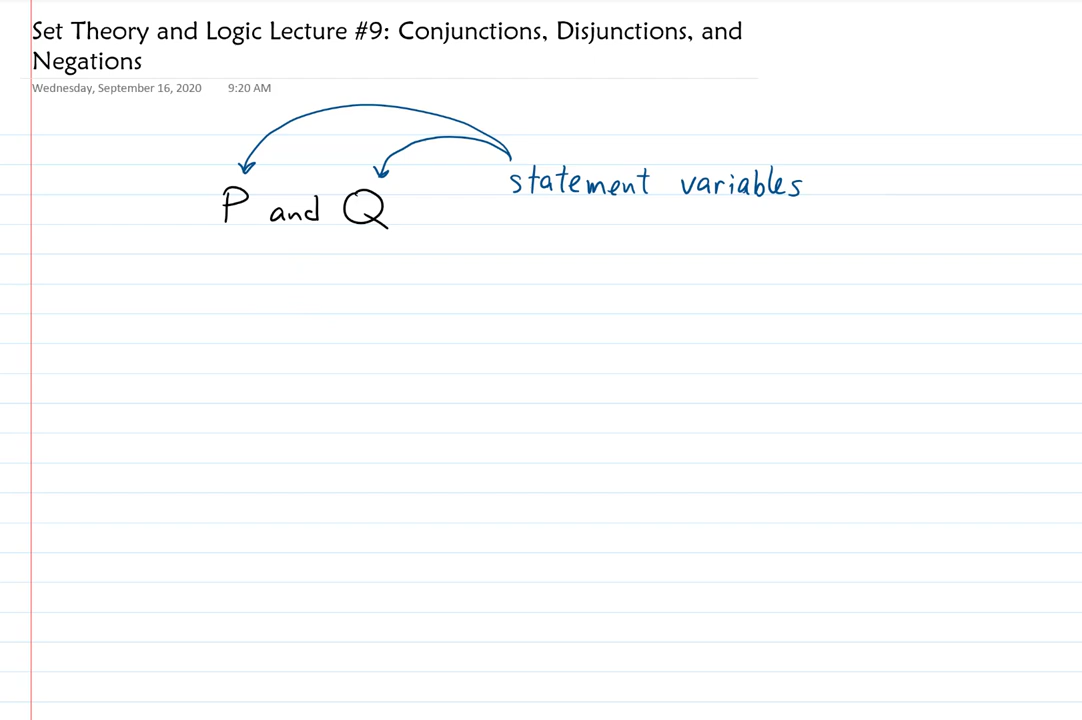 Set Theory and Logic Lecture #9: Conjunctions, Disjunctions, and
Negations
Wednesday, September 16, 2020 9:20 AM
statement variables
P and Q